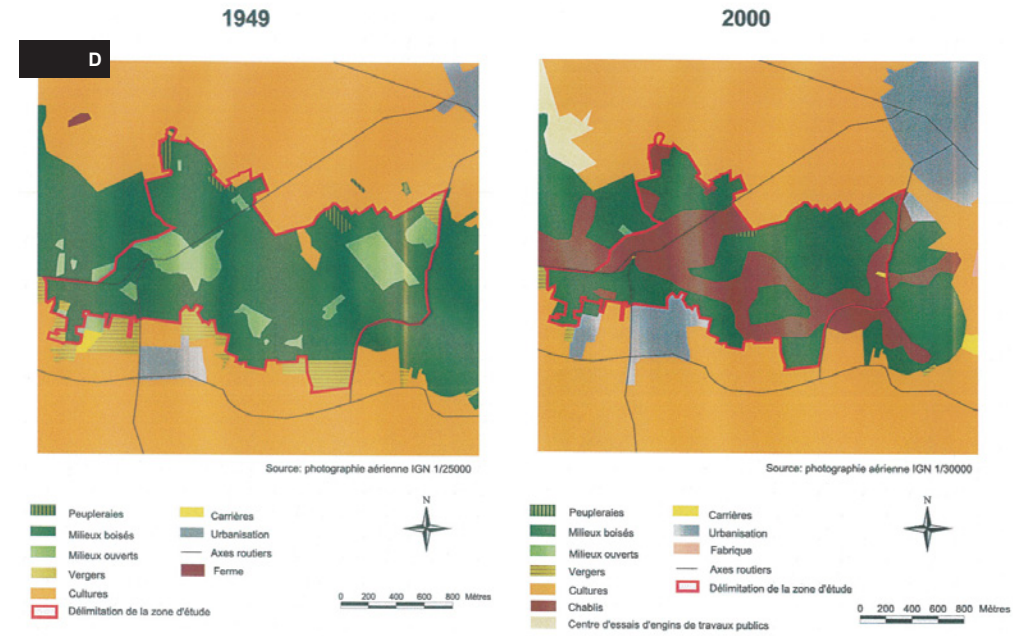 1949
2000
D
Source: photographie aérienne IGN 1/25000
Source: photographie aérienne IGN 1/30000
Peupleraies
Milieux boisés
Milieux ouverts
Vergers
Cultures
Délimitation de la zone d'étude
Carrières
Urbanisation
Axes routiers
Ferme
N
0 200 400 600 800 Mètres
Peupleraies
Milieux boisés
Milieux ouverts
Vergers
Cultures
Chablis
Centre d'essais d'engins de travaux publics
Carrières
Urbanisation
Fabrique
Axes routiers
Délimitation de la zone d'étude
N
0 200 400 600 800 Mètres